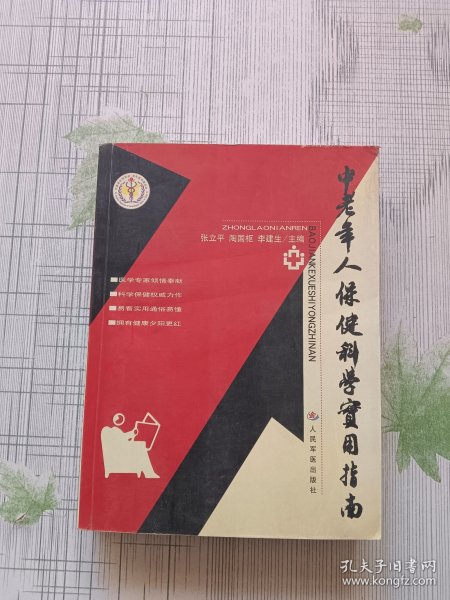 中老年人保健科学實用指南
ZHONGLAONIANREN
BAOJIANKEXUESHIYONGZHINAN
张立平 陶国枢 李建生/主编
■医学专家倾情奉献
■科学保健权威力作
■易看实用通俗易懂
■拥有健康夕阳更红
人民军医出版社
孔夫子旧书网
www.kongfz.com